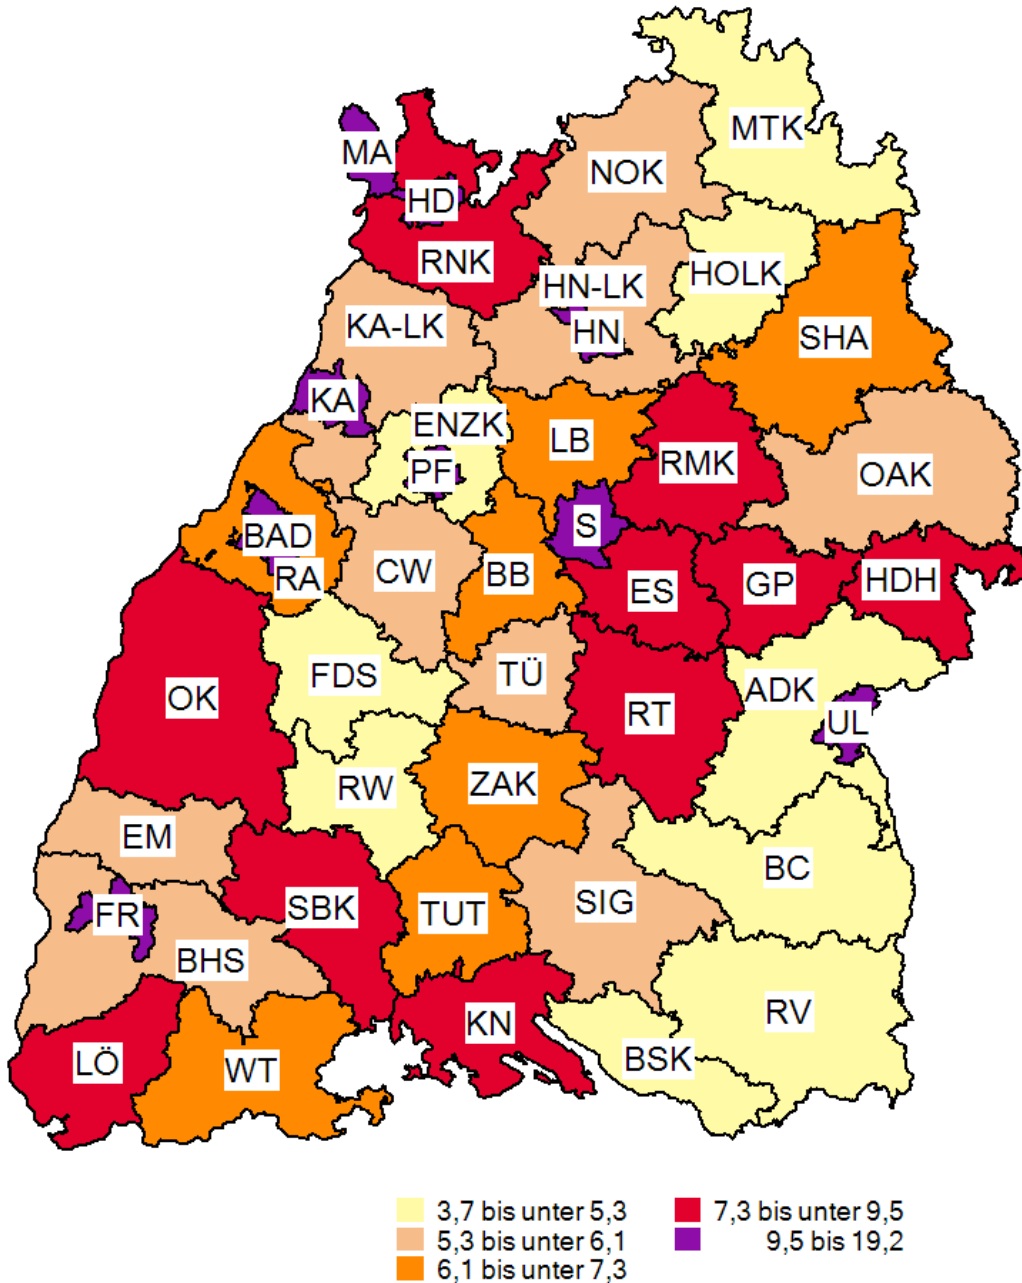 MTK
MA
NOK
HD
RNK
HOLK
HN-LK
KA-LK
HN
SHA
KA
ENZK
LB
RMK
OAK
PF
S
BAD
RA
CW
BB
ES
GP
HDH
FDS
TÜ
OK
RT
ADK
UL
RW
ZAK
EM
BC
FR
SBK
TUT
SIG
BHS
RV
KN
LÖ
WT
BSK
3,7 bis unter 5,3
5,3 bis unter 6,1
6,1 bis unter 7,3
7,3 bis unter 9,5
9,5 bis 19,2